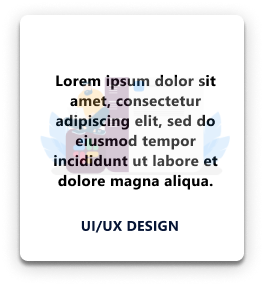 Lorem ipsum dolor sit
amet, consectetur
adipiscing elit, sed do
eiusmod tempor
incididunt ut labore et
dolore magna aliqua.
UI/UX DESIGN